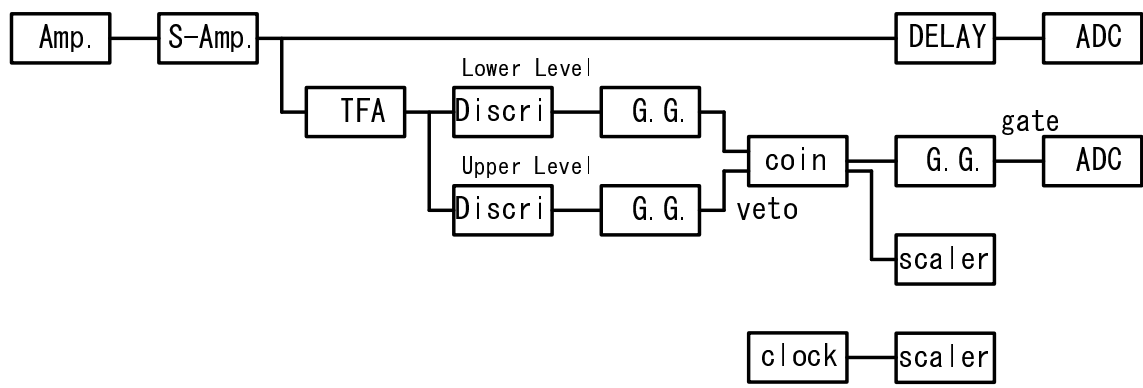 Amp.
S-Amp.
DELAY
ADC
Lower Level
TFA
Discri
G.G.
gate
coin
G.G.
ADC
Upper Level
Discri
G.G.
veto
scaler
clock
scaler